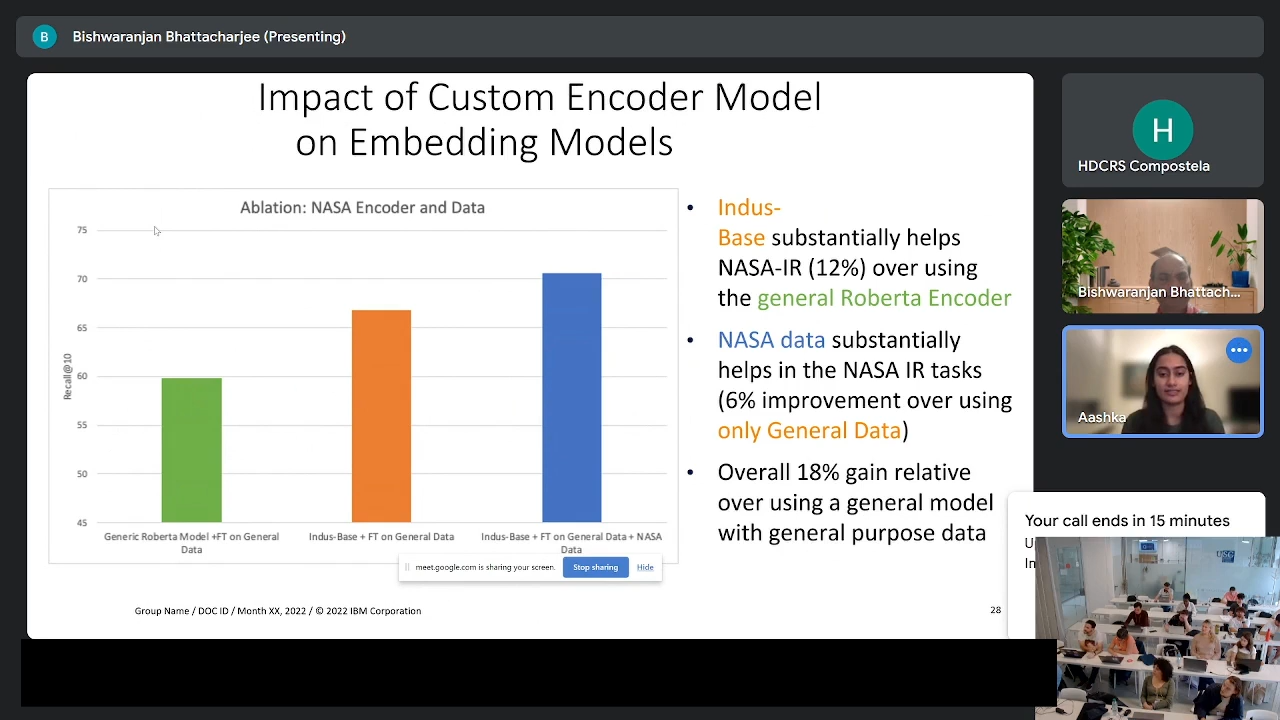 B
Bishwaranjan Bhattacharjee (Presenting)
Impact of Custom Encoder Model
on Embedding Models
Ablation: NASA Encoder and Data
75
70
65
60
55
50
45
Recall@10
Generic Roberta Model +FT on General
Data
Indus-Base + FT on General Data
Indus-Base + FT on General Data + NASA
Data
• Indus-
Base substantially helps
NASA-IR (12%) over using
the general Roberta Encoder
• NASA data substantially
helps in the NASA IR tasks
(6% improvement over using
only General Data)
• Overall 18% gain relative
over using a general model
with general purpose data
meet.google.com is sharing your screen.
Stop sharing
Hide
Group Name / DOC ID / Month XX, 2022 / © 2022 IBM Corporation
28
H
HDCRS Compostela
Bishwaranjan Bhattach...
Aashka
Your call ends in 15 minutes